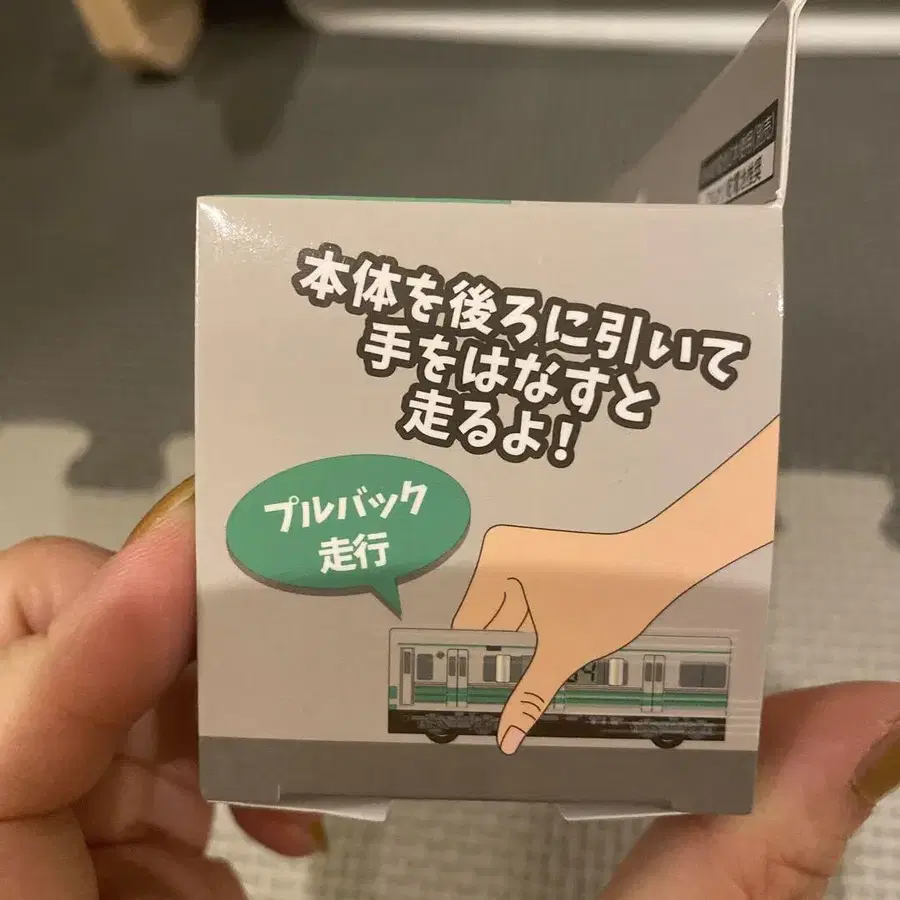 本体を後ろに引いて
手をはなすと
走るよ!
プルバック
走行